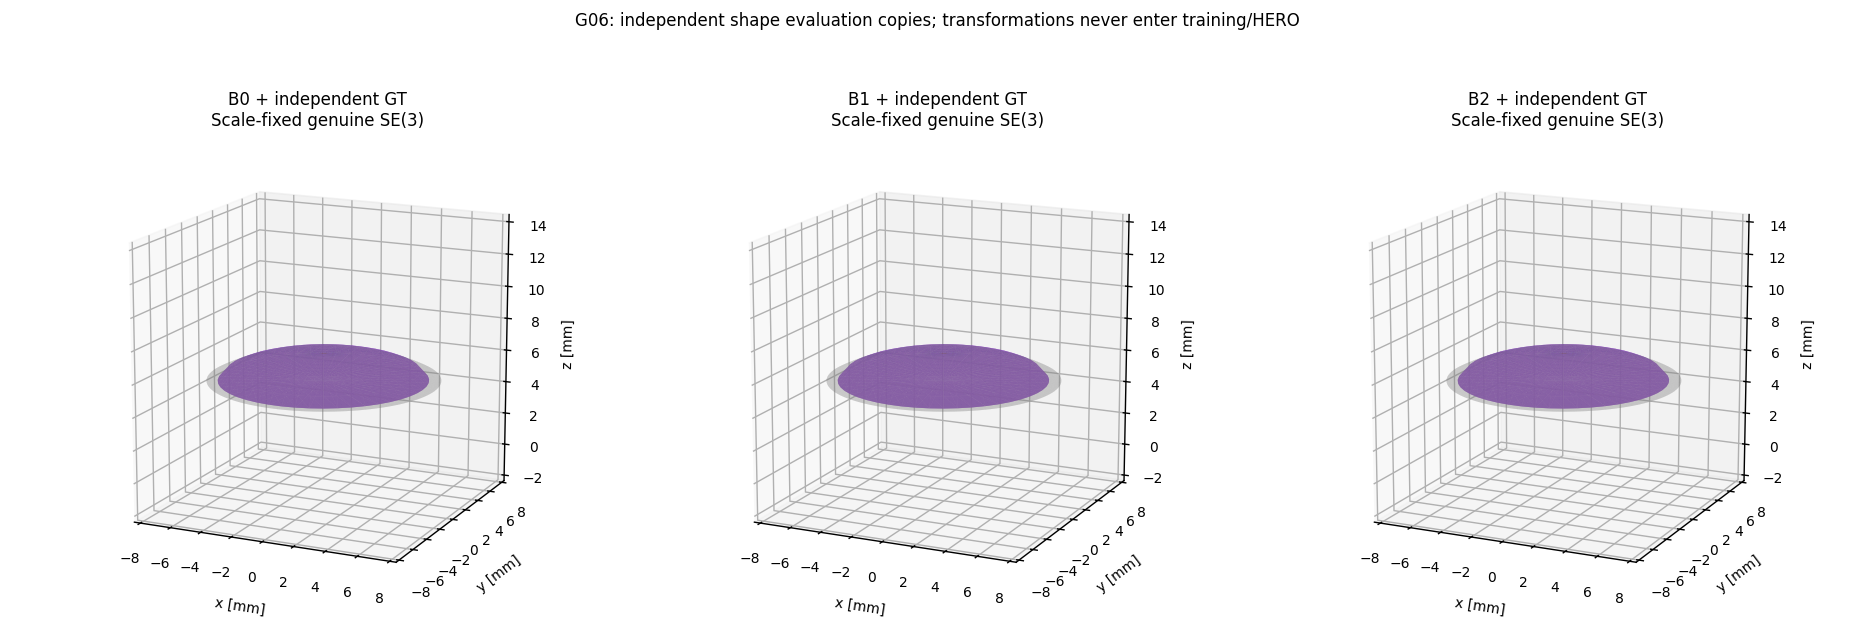 G06: independent shape evaluation copies; transformations never enter training/HERO
B0 + independent GT
Scale-fixed genuine SE(3)
14
12
10
8
6
4
2
0
−2
z [mm]
−8 −6 −4 −2 0 2 4 6 8
x [mm]
−8 −6 −4 −2 0 2 4 6 8
y [mm]
B1 + independent GT
Scale-fixed genuine SE(3)
14
12
10
8
6
4
2
0
−2
z [mm]
−8 −6 −4 −2 0 2 4 6 8
x [mm]
−8 −6 −4 −2 0 2 4 6 8
y [mm]
B2 + independent GT
Scale-fixed genuine SE(3)
14
12
10
8
6
4
2
0
−2
z [mm]
−8 −6 −4 −2 0 2 4 6 8
x [mm]
−8 −6 −4 −2 0 2 4 6 8
y [mm]